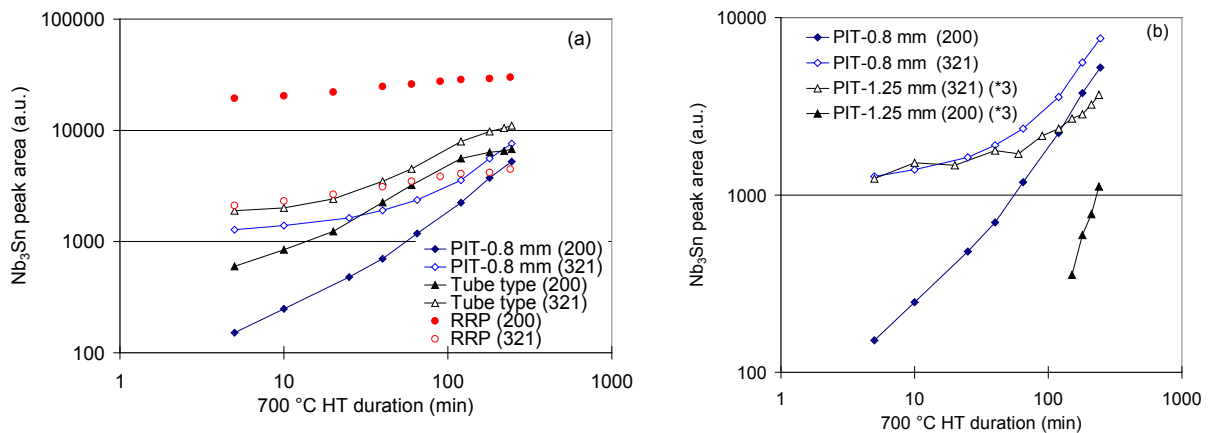 (a)
Nb3Sn peak area (a.u.)
100000
10000
1000
100
PIT-0.8 mm (200)
PIT-0.8 mm (321)
Tube type (200)
Tube type (321)
RRP (200)
RRP (321)
1 10 100 1000
700 °C HT duration (min)
(b)
Nb3Sn peak area (a.u.)
10000
1000
100
PIT-0.8 mm (200)
PIT-0.8 mm (321)
PIT-1.25 mm (321) (*3)
PIT-1.25 mm (200) (*3)
1 10 100 1000
700 °C HT duration (min)